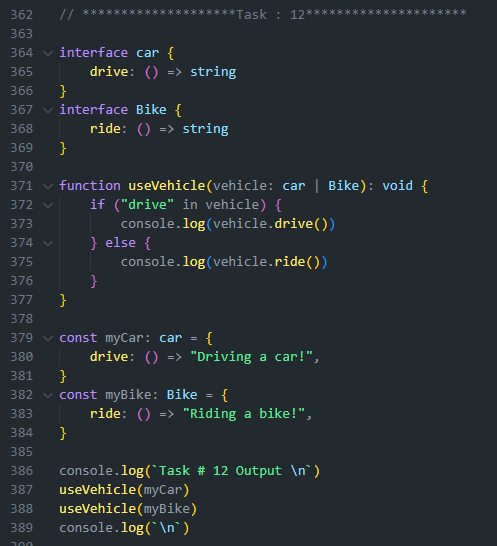 362 // ********************Task : 12*********************
363
364 interface car {
365     drive: () => string
366 }
367 interface Bike {
368     ride: () => string
369 }
370
371 function useVehicle(vehicle: car | Bike): void {
372     if ("drive" in vehicle) {
373         console.log(vehicle.drive())
374     } else {
375         console.log(vehicle.ride())
376     }
377 }
378
379 const myCar: car = {
380     drive: () => "Driving a car!",
381 }
382 const myBike: Bike = {
383     ride: () => "Riding a bike!",
384 }
385
386 console.log(`Task # 12 Output \n`)
387 useVehicle(myCar)
388 useVehicle(myBike)
389 console.log(`\n`)